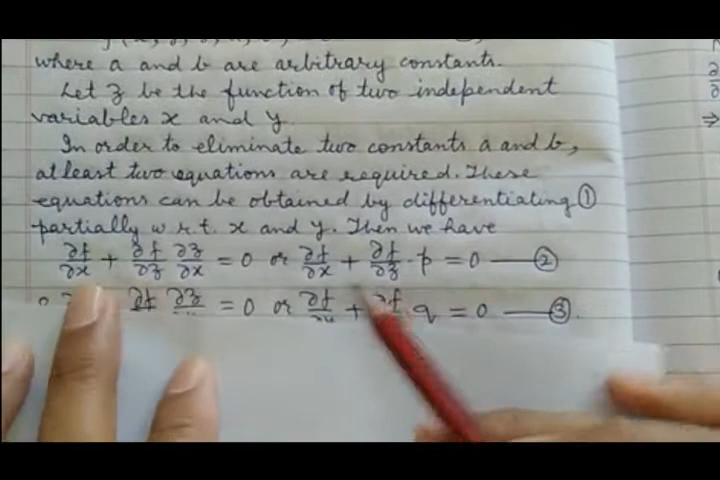 where a and b are arbitrary constants.
Let z be the function of two independent
variables x and y.
In order to eliminate two constants a and b,
atleast two equations are required. These
equations can be obtained by differentiating ①
partially w.r.t. x and y. Then we have
∂f/∂x + ∂f/∂z ∂z/∂x = 0 or ∂f/∂x + ∂f/∂z · p = 0 —— ②
∂f ∂z = 0 or ∂f/∂y + ∂f q = 0 —— ③.